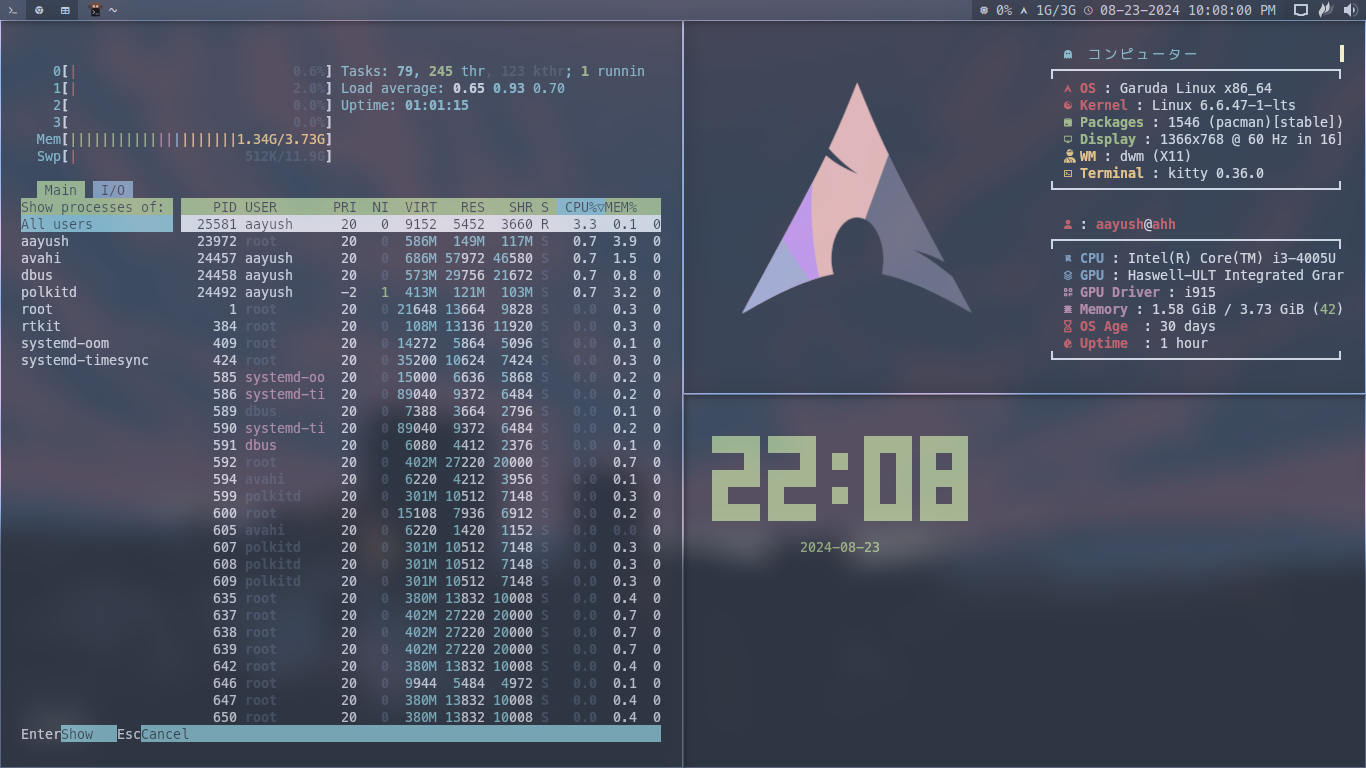 ~
0% 1G/3G 08-23-2024 10:08:00 PM
0[| 0.6%] Tasks: 79, 245 thr, 123 kthr; 1 runnin
1[| 2.0%] Load average: 0.65 0.93 0.70
2[ 0.0%] Uptime: 01:01:15
3[ 0.0%]
Mem[||||||||||||||||||||1.34G/3.73G]
Swp[| 512K/11.9G]
Main I/O
Show processes of: PID USER PRI NI VIRT RES SHR S CPU%▽MEM%
All users 25581 aayush 20 0 9152 5452 3660 R 3.3 0.1 0
aayush 23972 root 20 0 586M 149M 117M S 0.7 3.9 0
avahi 24457 aayush 20 0 686M 57972 46580 S 0.7 1.5 0
dbus 24458 aayush 20 0 573M 29756 21672 S 0.7 0.8 0
polkitd 24492 aayush -2 1 413M 121M 103M S 0.7 3.2 0
root 1 root 20 0 21648 13664 9828 S 0.0 0.3 0
rtkit 384 root 20 0 108M 13136 11920 S 0.0 0.3 0
systemd-oom 409 root 20 0 14272 5864 5096 S 0.0 0.1 0
systemd-timesync 424 root 20 0 35200 10624 7424 S 0.0 0.3 0
585 systemd-oo 20 0 15000 6636 5868 S 0.0 0.2 0
586 systemd-ti 20 0 89040 9372 6484 S 0.0 0.2 0
589 dbus 20 0 7388 3664 2796 S 0.0 0.1 0
590 systemd-ti 20 0 89040 9372 6484 S 0.0 0.2 0
591 dbus 20 0 6080 4412 2376 S 0.0 0.1 0
592 root 20 0 402M 27220 20000 S 0.0 0.7 0
594 avahi 20 0 6220 4212 3956 S 0.0 0.1 0
599 polkitd 20 0 301M 10512 7148 S 0.0 0.3 0
600 root 20 0 15108 7936 6912 S 0.0 0.2 0
605 avahi 20 0 6220 1420 1152 S 0.0 0.0 0
607 polkitd 20 0 301M 10512 7148 S 0.0 0.3 0
608 polkitd 20 0 301M 10512 7148 S 0.0 0.3 0
609 polkitd 20 0 301M 10512 7148 S 0.0 0.3 0
635 root 20 0 380M 13832 10008 S 0.0 0.4 0
637 root 20 0 402M 27220 20000 S 0.0 0.7 0
638 root 20 0 402M 27220 20000 S 0.0 0.7 0
639 root 20 0 402M 27220 20000 S 0.0 0.7 0
642 root 20 0 380M 13832 10008 S 0.0 0.4 0
646 root 20 0 9944 5484 4972 S 0.0 0.1 0
647 root 20 0 380M 13832 10008 S 0.0 0.4 0
650 root 20 0 380M 13832 10008 S 0.0 0.4 0
EnterShow EscCancel
コンピューター
OS : Garuda Linux x86_64
Kernel : Linux 6.6.47-1-lts
Packages : 1546 (pacman)[stable])
Display : 1366x768 @ 60 Hz in 16]
WM : dwm (X11)
Terminal : kitty 0.36.0
: aayush@ahh
CPU : Intel(R) Core(TM) i3-4005U
GPU : Haswell-ULT Integrated Grar
GPU Driver : i915
Memory : 1.58 GiB / 3.73 GiB (42)
OS Age : 30 days
Uptime : 1 hour
22:08
2024-08-23